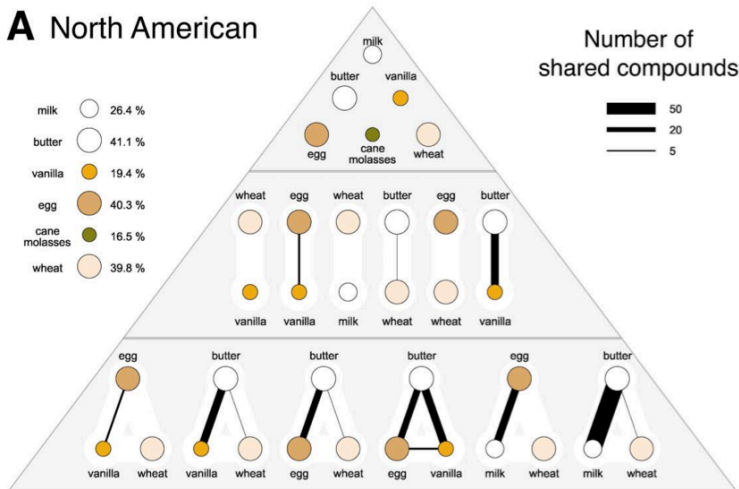 A North American
Number of
shared compounds
50
20
5
milk 26.4 %
butter 41.1 %
vanilla 19.4 %
egg 40.3 %
cane
molasses 16.5 %
wheat 39.8 %
milk
butter vanilla
egg cane
molasses wheat
wheat egg wheat butter egg butter
vanilla vanilla milk wheat wheat vanilla
egg butter butter butter egg butter
vanilla wheat vanilla wheat egg wheat egg vanilla milk wheat milk wheat